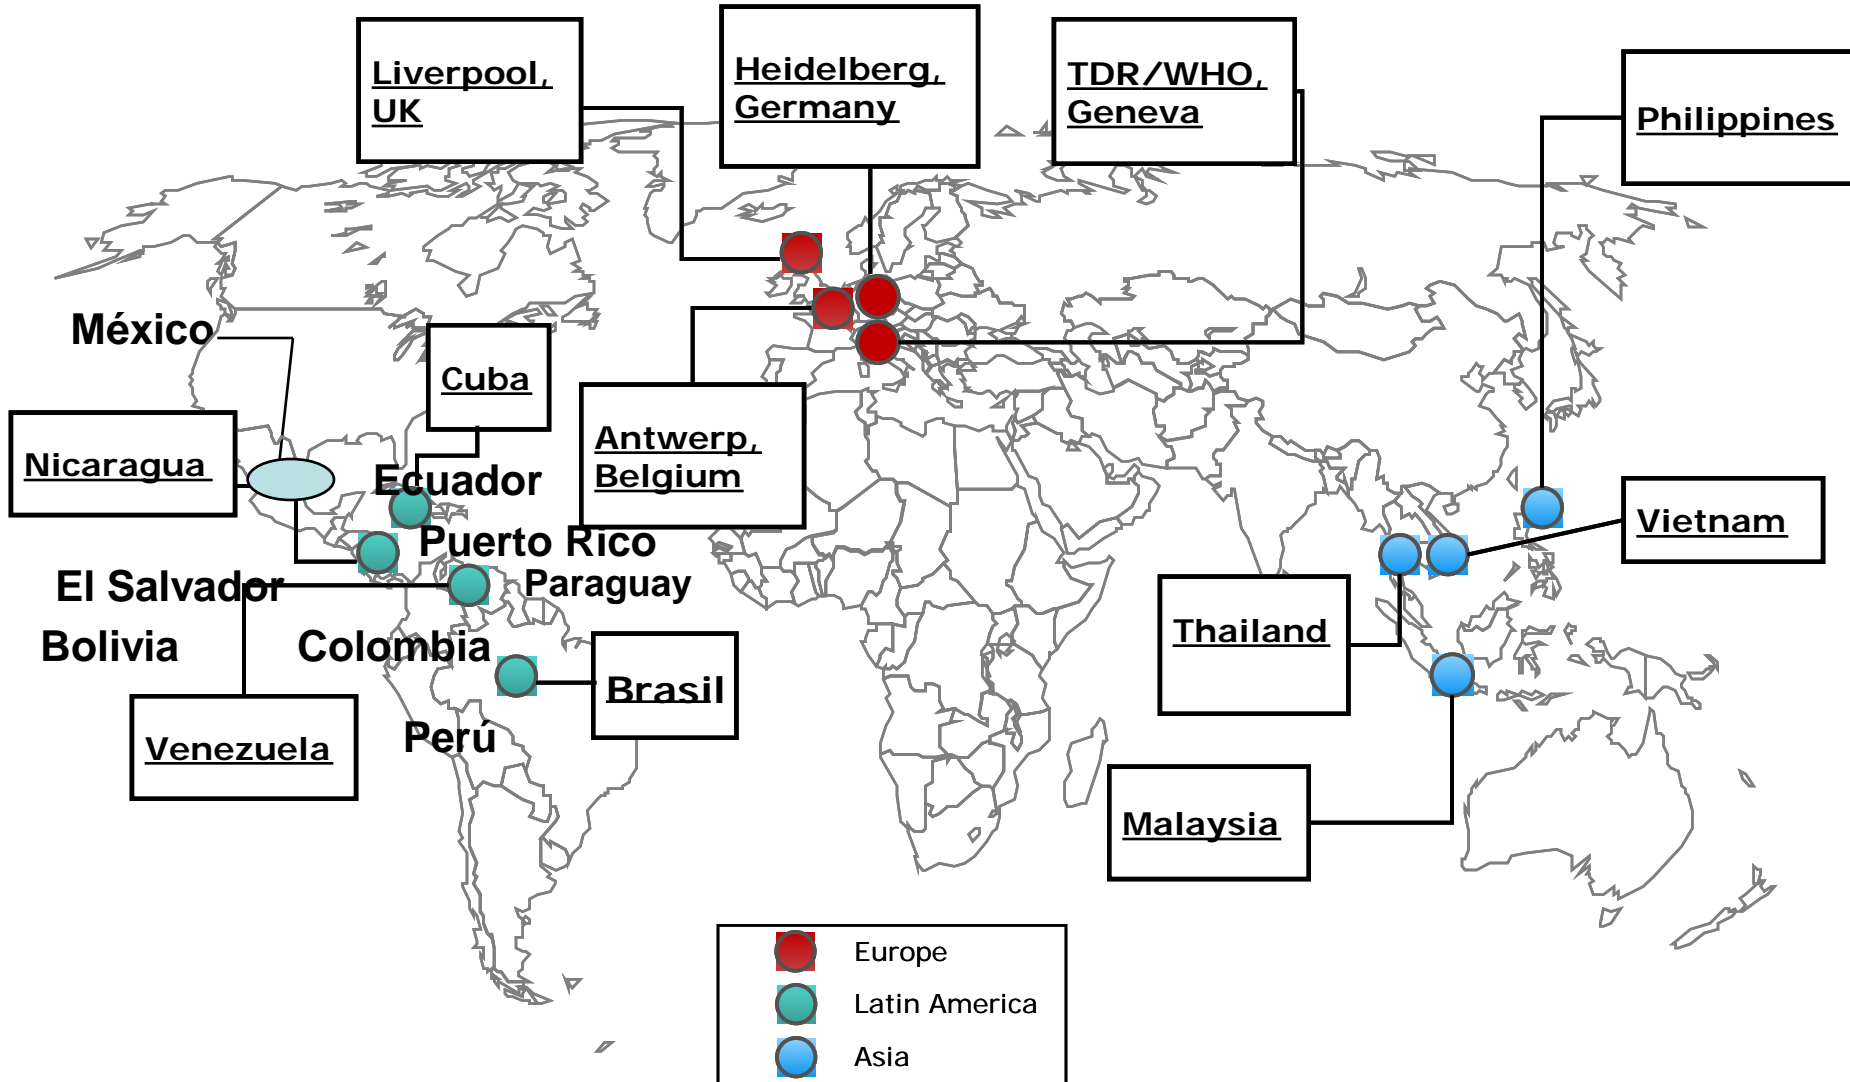 Liverpool,
UK
Heidelberg,
Germany
TDR/WHO,
Geneva
Philippines
México
Cuba
Nicaragua
Ecuador
Antwerp,
Belgium
Puerto Rico
Vietnam
El Salvador
Paraguay
Bolivia
Colombia
Thailand
Brasil
Perú
Venezuela
Malaysia
Europe
Latin America
Asia